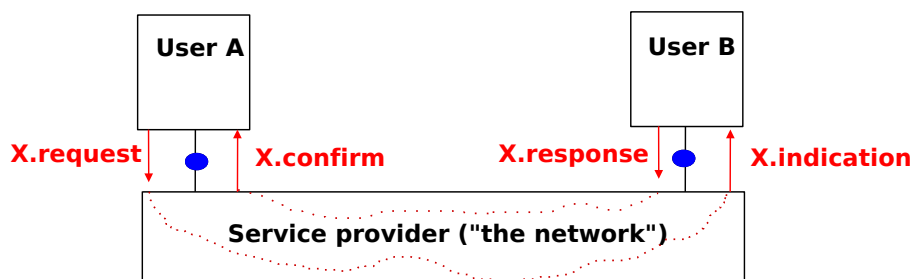 User A
User B
X.request
X.confirm
X.response
X.indication
Service provider ("the network")